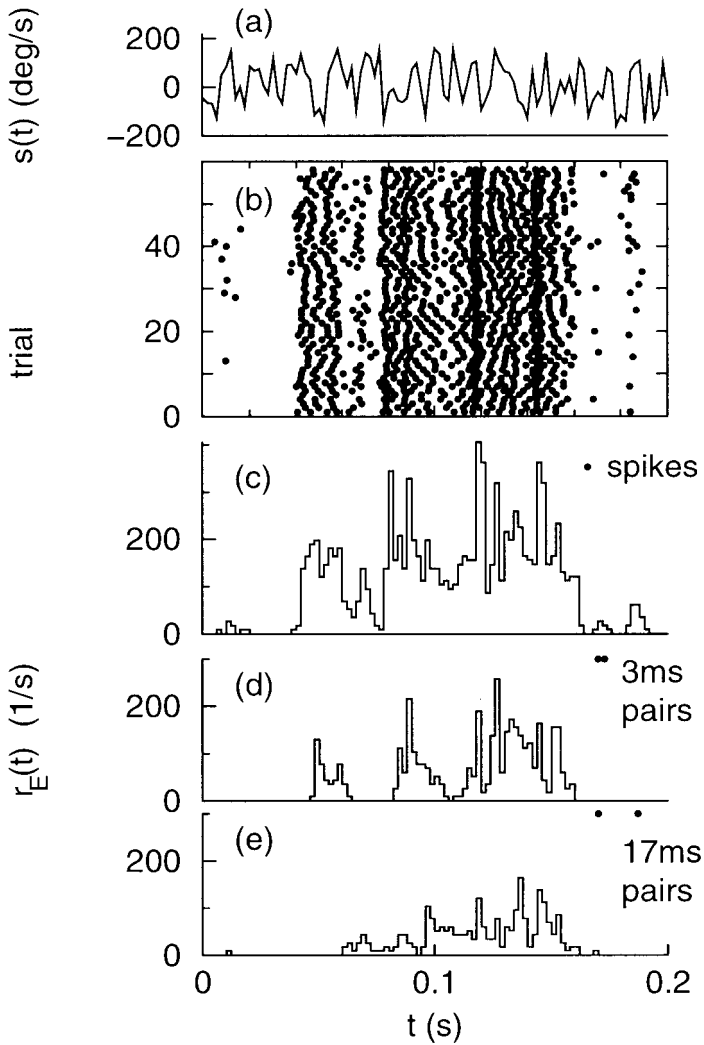 (a)
s(t) (deg/s)
200
0
−200
(b)
trial
40
20
0
(c)
spikes
200
0
r_E(t) (1/s)
(d)
3ms
pairs
200
0
(e)
17ms
pairs
200
0
0
0.1
0.2
t (s)